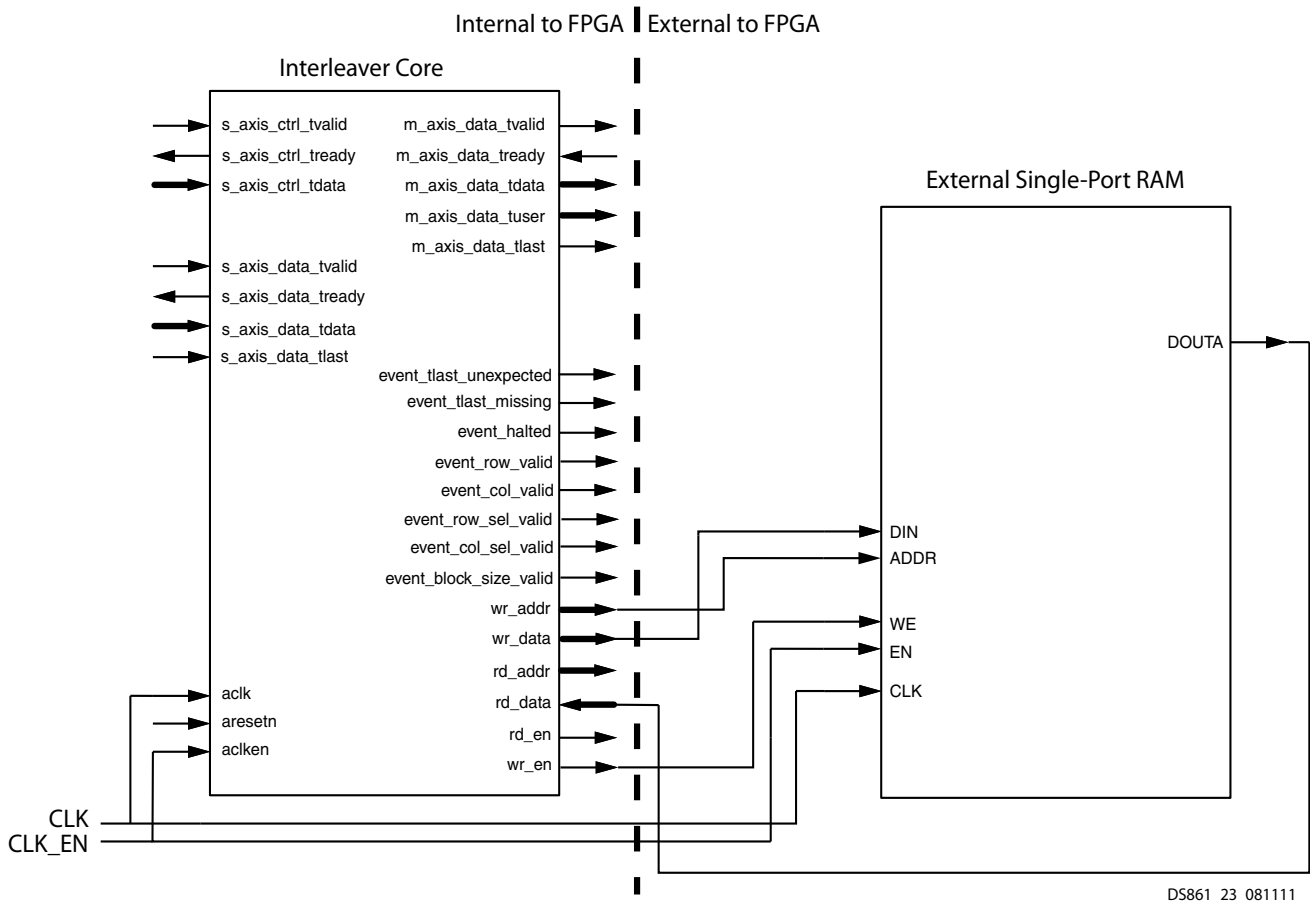 Internal to FPGA External to FPGA
Interleaver Core
s_axis_ctrl_tvalid
s_axis_ctrl_tready
s_axis_ctrl_tdata
s_axis_data_tvalid
s_axis_data_tready
s_axis_data_tdata
s_axis_data_tlast
aclk
aresetn
aclken
m_axis_data_tvalid
m_axis_data_tready
m_axis_data_tdata
m_axis_data_tuser
m_axis_data_tlast
event_tlast_unexpected
event_tlast_missing
event_halted
event_row_valid
event_col_valid
event_row_sel_valid
event_col_sel_valid
event_block_size_valid
wr_addr
wr_data
rd_addr
rd_data
rd_en
wr_en
CLK
CLK_EN
External Single-Port RAM
DOUTA
DIN
ADDR
WE
EN
CLK
DS861_23_081111